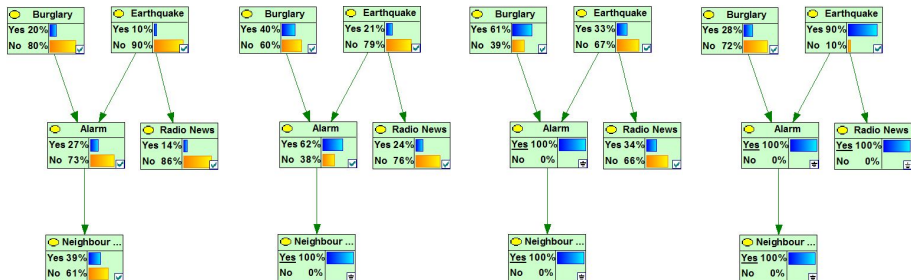 Burglary
Yes 20%
No 80%
Earthquake
Yes 10%
No 90%
Alarm
Yes 27%
No 73%
Radio News
Yes 14%
No 86%
Neighbour ...
Yes 39%
No 61%
Burglary
Yes 40%
No 60%
Earthquake
Yes 21%
No 79%
Alarm
Yes 62%
No 38%
Radio News
Yes 24%
No 76%
Neighbour ...
Yes 100%
No 0%
Burglary
Yes 61%
No 39%
Earthquake
Yes 33%
No 67%
Alarm
Yes 100%
No 0%
Radio News
Yes 34%
No 66%
Neighbour ...
Yes 100%
No 0%
Burglary
Yes 28%
No 72%
Earthquake
Yes 90%
No 10%
Alarm
Yes 100%
No 0%
Radio News
Yes 100%
No 0%
Neighbour ...
Yes 100%
No 0%